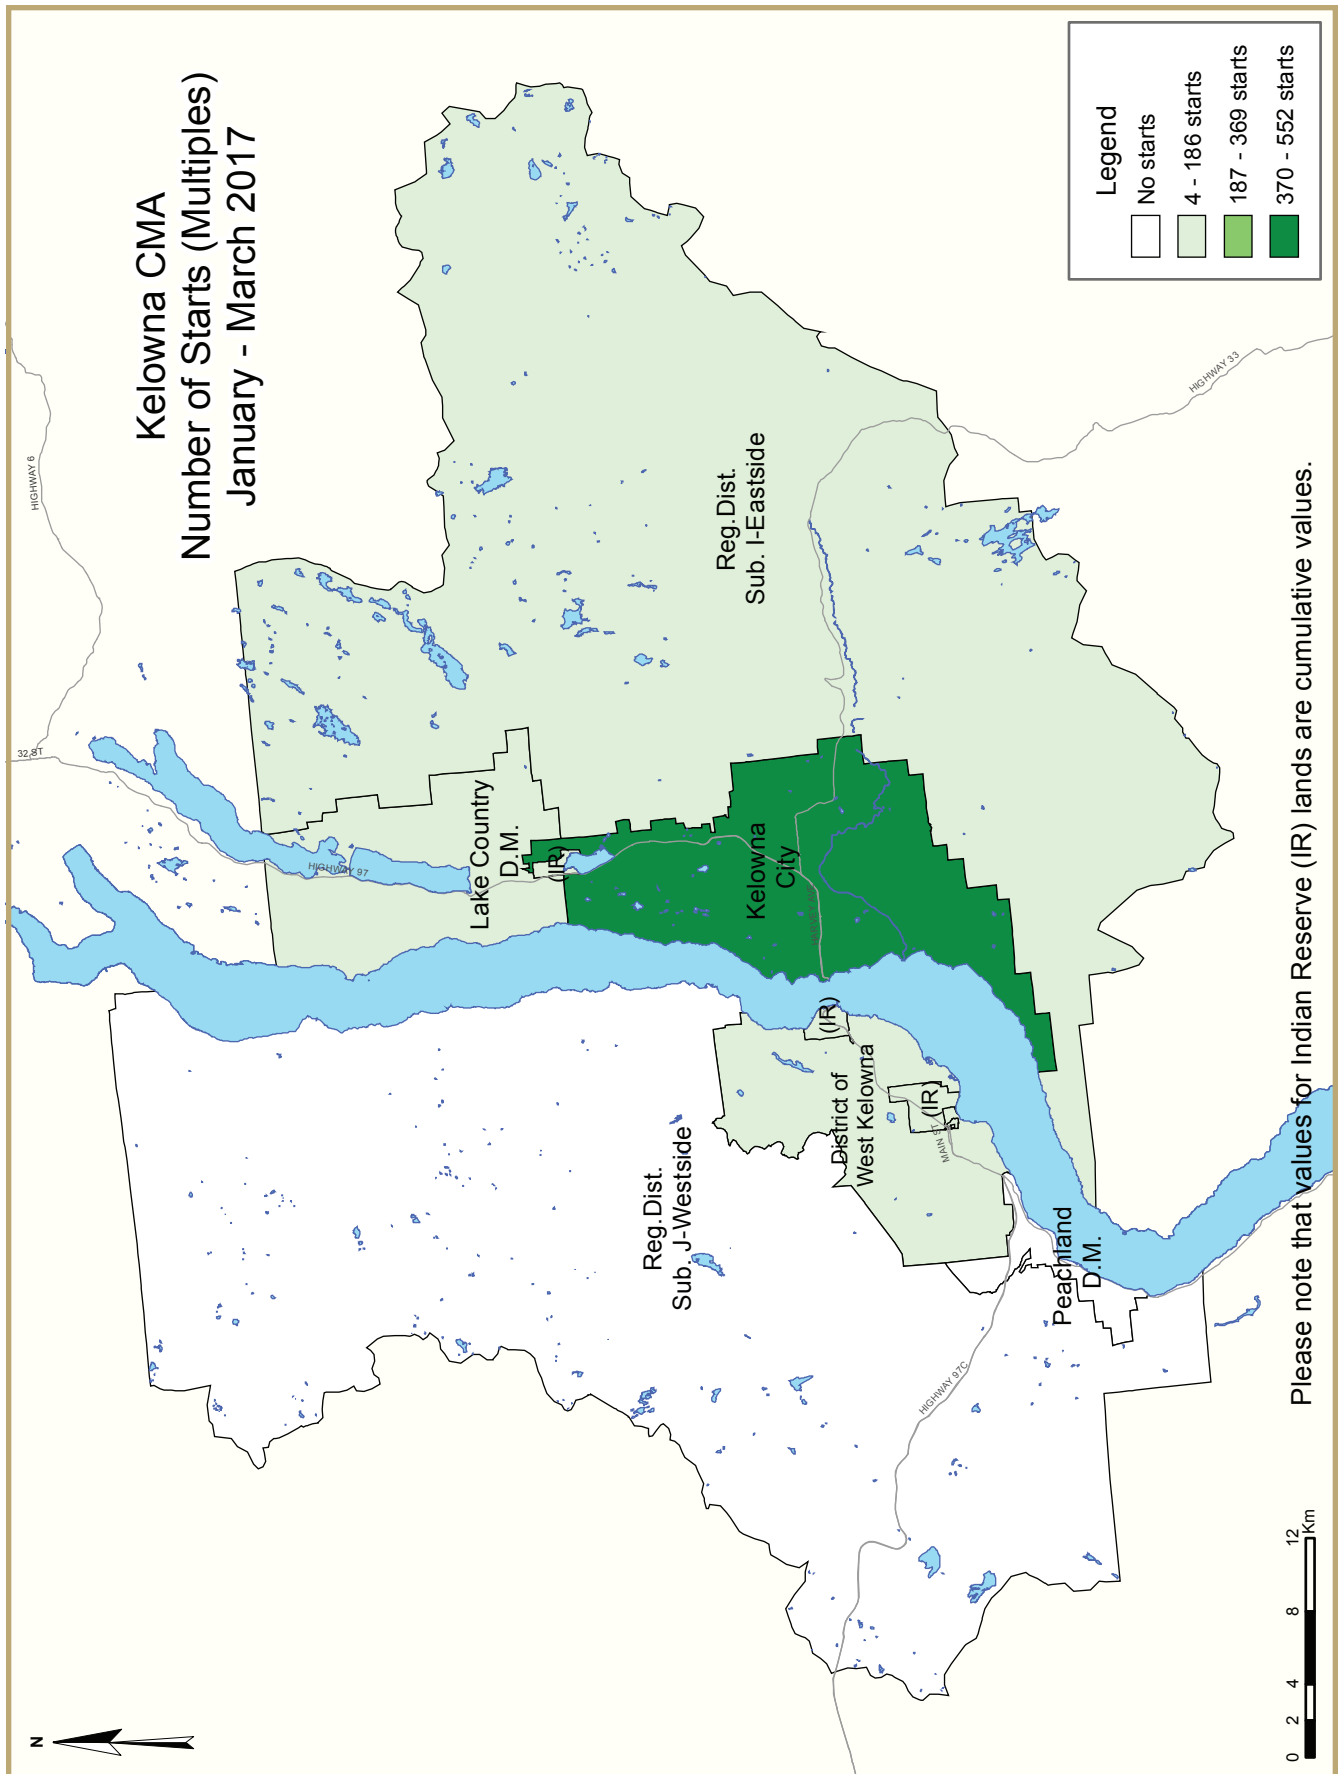 Kelowna CMA
Number of Starts (Multiples)
January - March 2017
N
HIGHWAY 6
32 ST
HIGHWAY 97
Lake Country
D.M.
(IR)
Reg.Dist.
Sub. I-Eastside
Kelowna
City
Reg.Dist.
Sub. J-Westside
(IR)
District of
West Kelowna
(IR)
MAIN ST
Peachland
D.M.
HIGHWAY 97C
HIGHWAY 33
Legend
No starts
4 - 186 starts
187 - 369 starts
370 - 552 starts
0 2 4 8 12
Km
Please note that values for Indian Reserve (IR) lands are cumulative values.